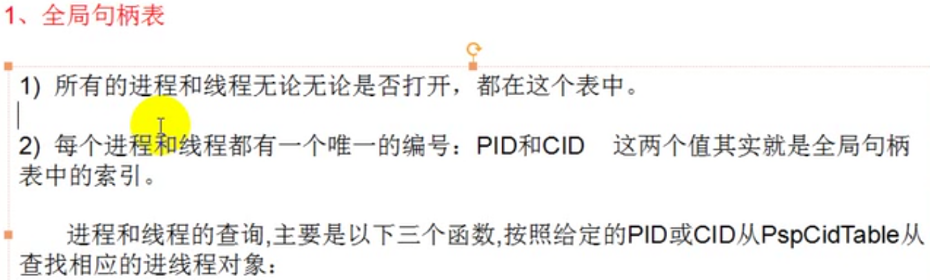 1、全局句柄表
1) 所有的进程和线程无论无论是否打开，都在这个表中。
2) 每个进程和线程都有一个唯一的编号：PID和CID 这两个值其实就是全局句柄
表中的索引。
进程和线程的查询,主要是以下三个函数,按照给定的PID或CID从PspCidTable从
查找相应的进线程对象：